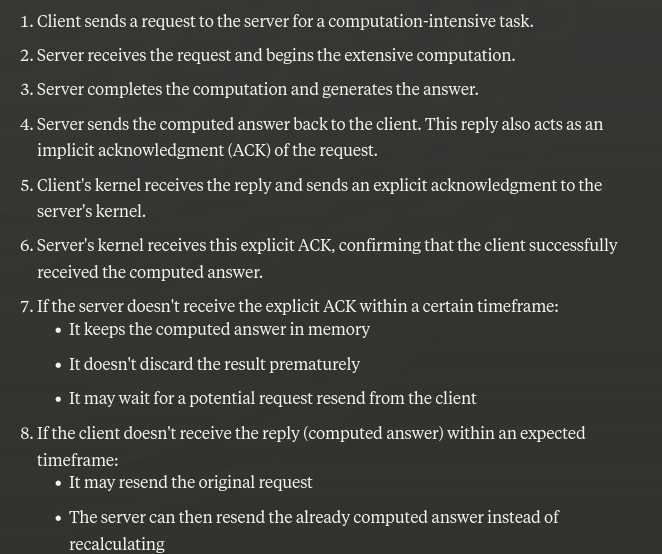 1. Client sends a request to the server for a computation-intensive task.
2. Server receives the request and begins the extensive computation.
3. Server completes the computation and generates the answer.
4. Server sends the computed answer back to the client. This reply also acts as an
implicit acknowledgment (ACK) of the request.
5. Client's kernel receives the reply and sends an explicit acknowledgment to the
server's kernel.
6. Server's kernel receives this explicit ACK, confirming that the client successfully
received the computed answer.
7. If the server doesn't receive the explicit ACK within a certain timeframe:
• It keeps the computed answer in memory
• It doesn't discard the result prematurely
• It may wait for a potential request resend from the client
8. If the client doesn't receive the reply (computed answer) within an expected
timeframe:
• It may resend the original request
• The server can then resend the already computed answer instead of
recalculating